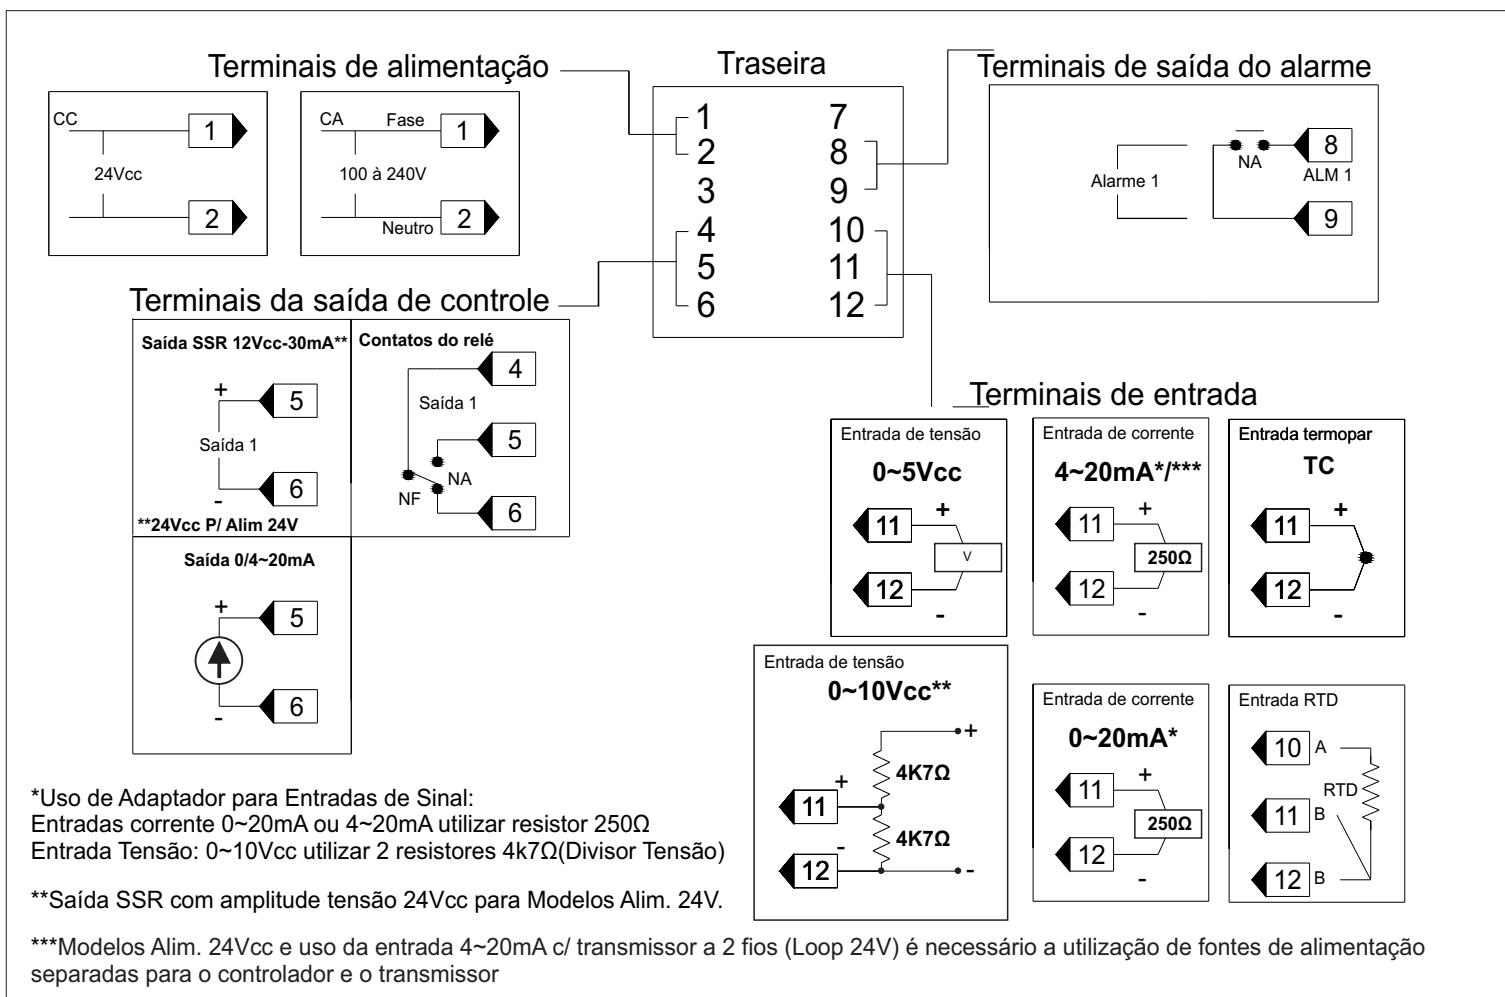 Terminais de alimentação
Traseira
Terminais de saída do alarme
CC
1
24Vcc
2
CA
Fase
1
100 à 240V
Neutro
2
1
2
3
4
5
6
7
8
9
10
11
12
Alarme 1
NA
8
ALM 1
9
Terminais da saída de controle
Saída SSR 12Vcc-30mA**
+
5
Saída 1
6
-
**24Vcc P/ Alim 24V
Contatos do relé
4
Saída 1
5
NA
NF
6
Saída 0/4~20mA
+
5
6
-
Terminais de entrada
Entrada de tensão
0~5Vcc
+
11
V
12
-
Entrada de corrente
4~20mA*/***
+
11
250Ω
12
-
Entrada termopar
TC
+
11
12
-
Entrada de tensão
0~10Vcc**
+
4K7Ω
+
11
4K7Ω
-
12
-
Entrada de corrente
0~20mA*
+
11
250Ω
12
-
Entrada RTD
10 A
RTD
11 B
12 B
*Uso de Adaptador para Entradas de Sinal:
Entradas corrente 0~20mA ou 4~20mA utilizar resistor 250Ω
Entrada Tensão: 0~10Vcc utilizar 2 resistores 4k7Ω(Divisor Tensão)
**Saída SSR com amplitude tensão 24Vcc para Modelos Alim. 24V.
***Modelos Alim. 24Vcc e uso da entrada 4~20mA c/ transmissor a 2 fios (Loop 24V) é necessário a utilização de fontes de alimentação
separadas para o controlador e o transmissor